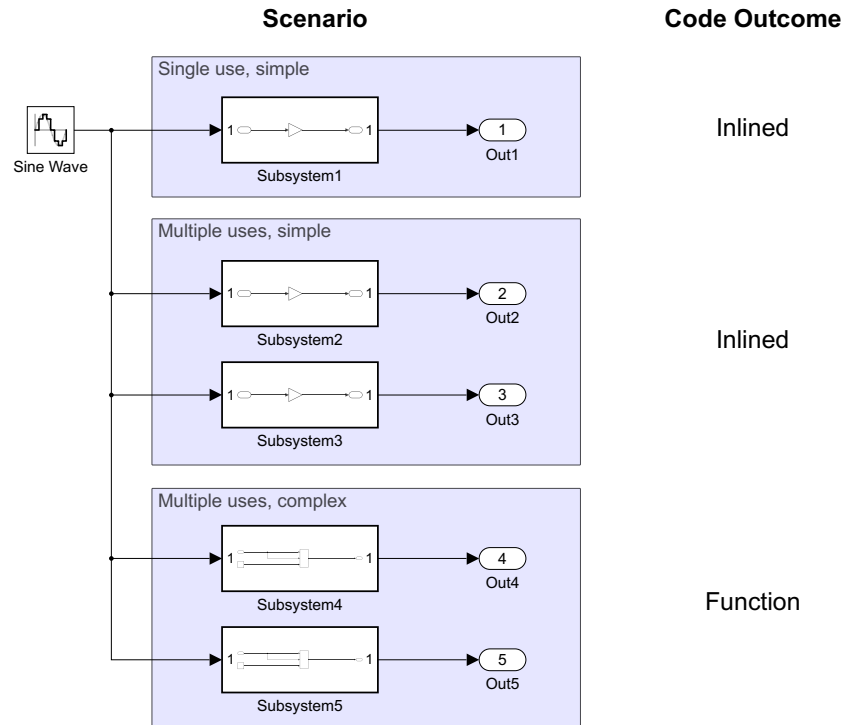 Scenario
Code Outcome
Single use, simple
Sine Wave
1
1
Subsystem1
1
Out1
Inlined
Multiple uses, simple
1
1
Subsystem2
2
Out2
Inlined
1
1
Subsystem3
3
Out3
Multiple uses, complex
1
1
Subsystem4
4
Out4
Function
1
1
Subsystem5
5
Out5